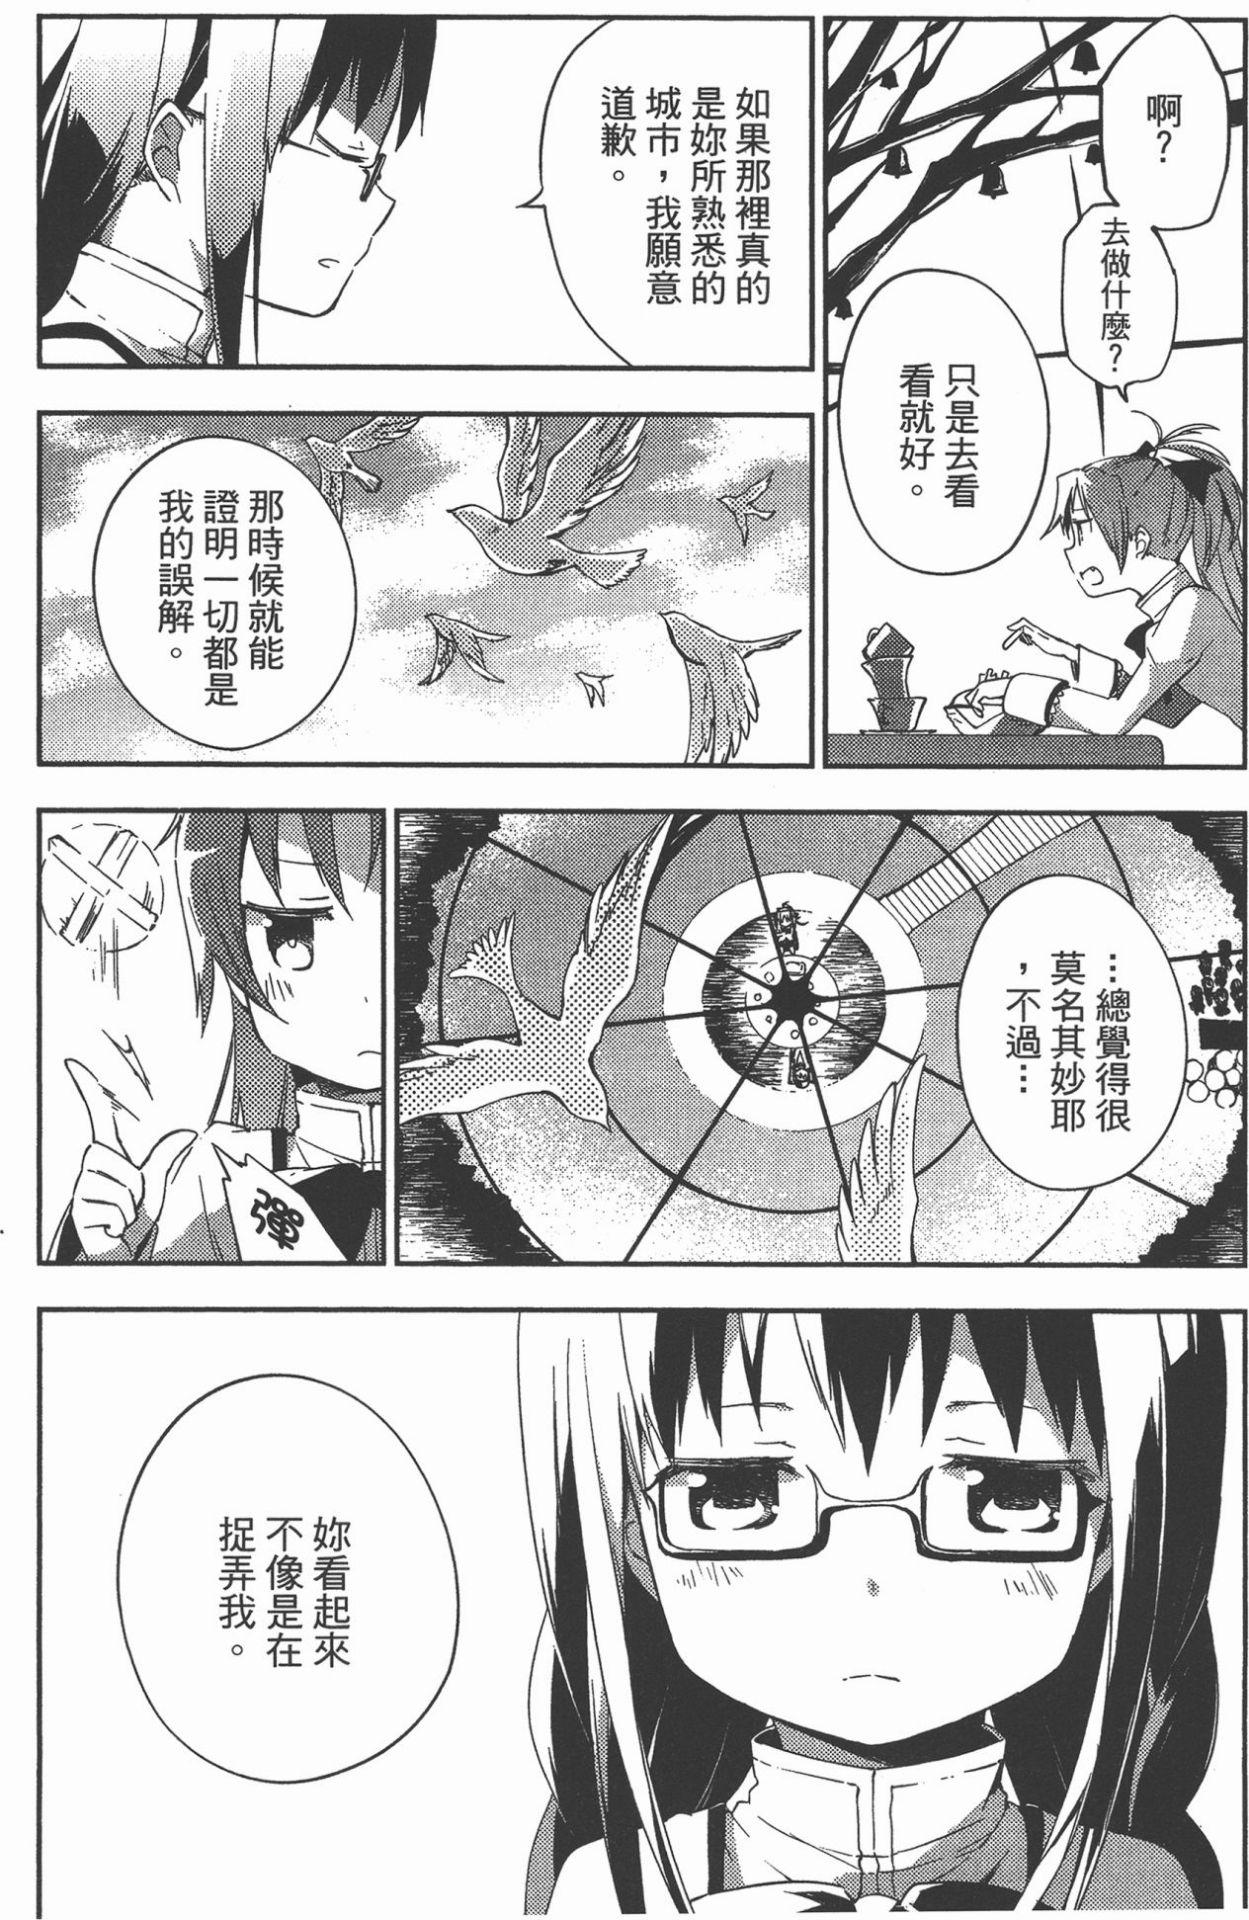 啊？
去做什麼？
只是去看
看就好。
如果那裡真的
是妳所熟悉的
城市，我願意
道歉。
那時候就能
證明一切都是
我的誤解。
…總覺得很
莫名其妙耶
，不過…
彈
妳看起來
不像是在
捉弄我。